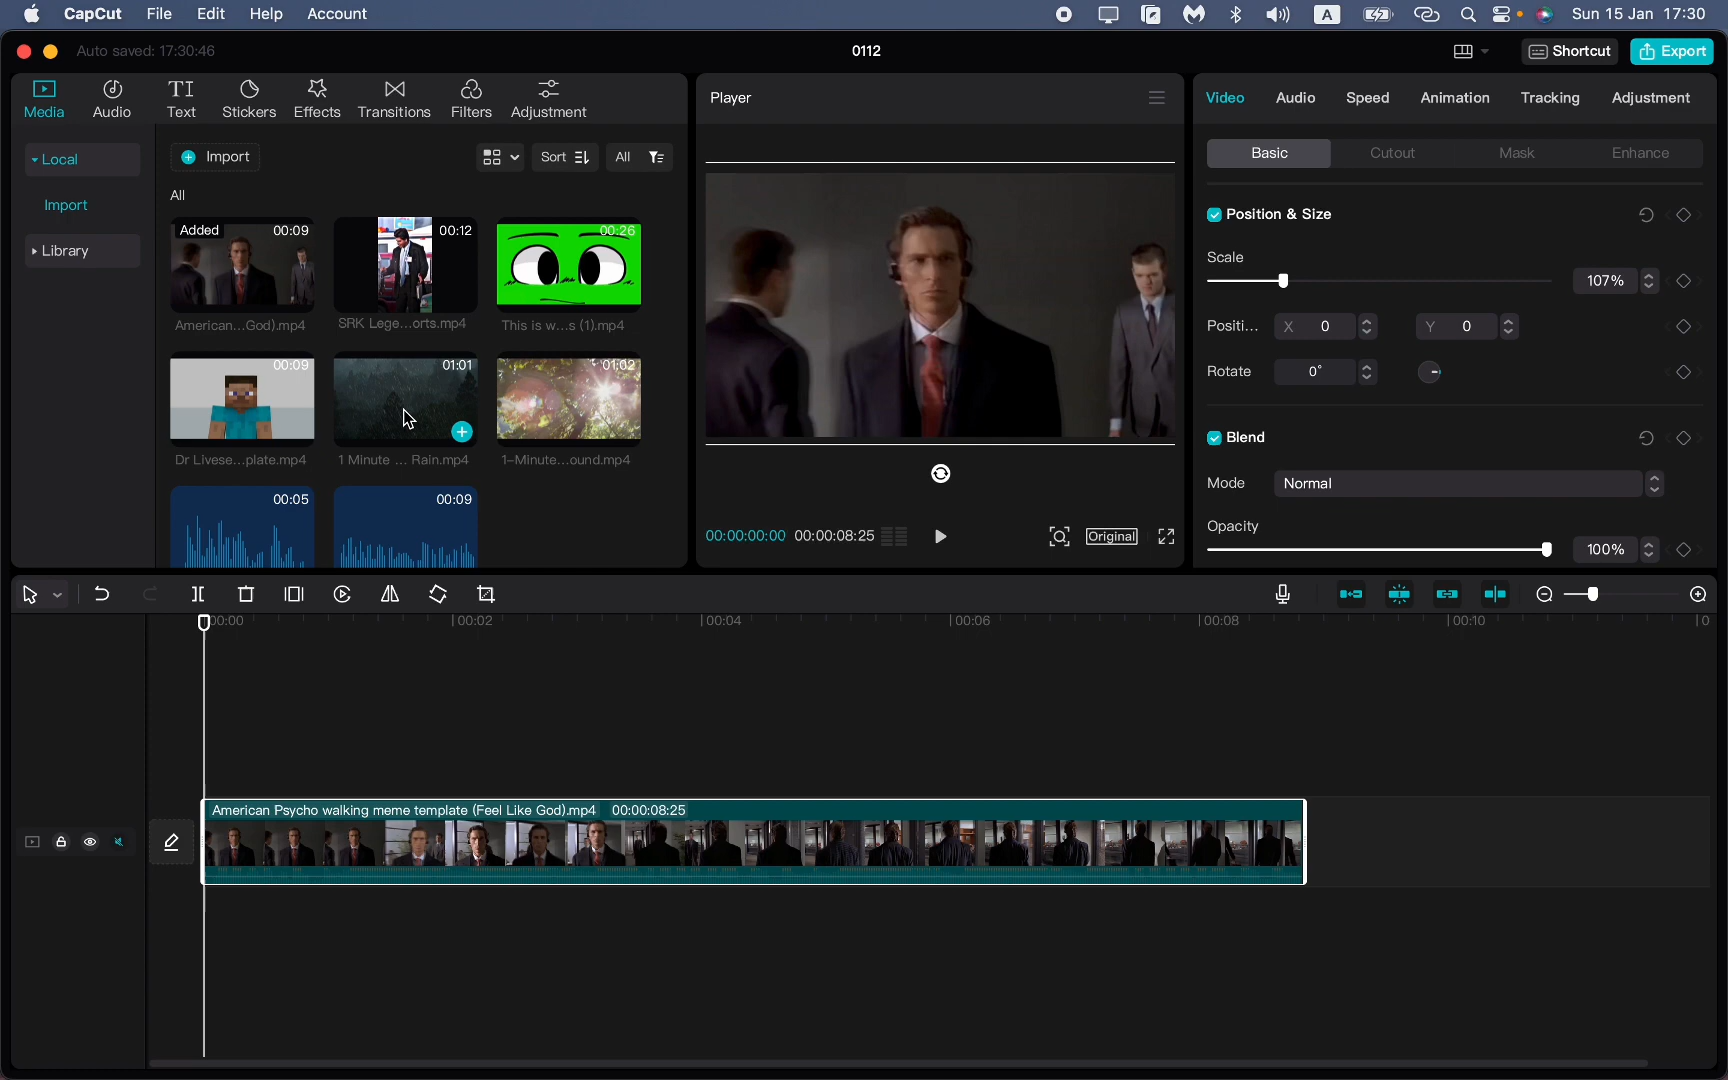 CapCut File Edit Help Account A Sun 15 Jan 17:30
Auto saved: 17:30:46 0112 Shortcut Export
Media Audio Text Stickers Effects Transitions Filters Adjustment
Local
Import
Library
Import Sort All
All
Added 00:09 00:12 00:26
American...God).mp4 SRK Lege...orts.mp4 This is w...s (1).mp4
00:09 01:01 01:02
Dr Livese...plate.mp4 1 Minute ... Rain.mp4 1-Minute...ound.mp4
00:05 00:09
Player
00:00:00:00 00:00:08:25 Original
Video Audio Speed Animation Tracking Adjustment
Basic Cutout Mask Enhance
Position & Size
Scale
107%
Positi... X 0 Y 0
Rotate 0°
Blend
Mode Normal
Opacity
100%
00:00 00:02 00:04 00:06 00:08 00:10 0
American Psycho walking meme template (Feel Like God).mp4 00:00:08:25